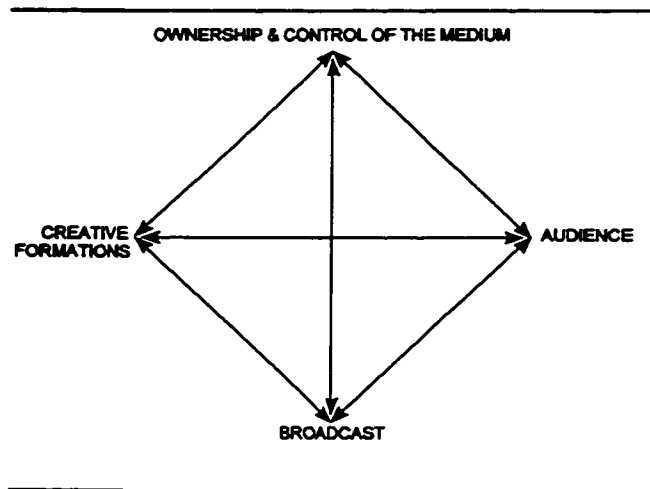 OWNERSHIP & CONTROL OF THE MEDIUM
CREATIVE
FORMATIONS
AUDIENCE
BROADCAST